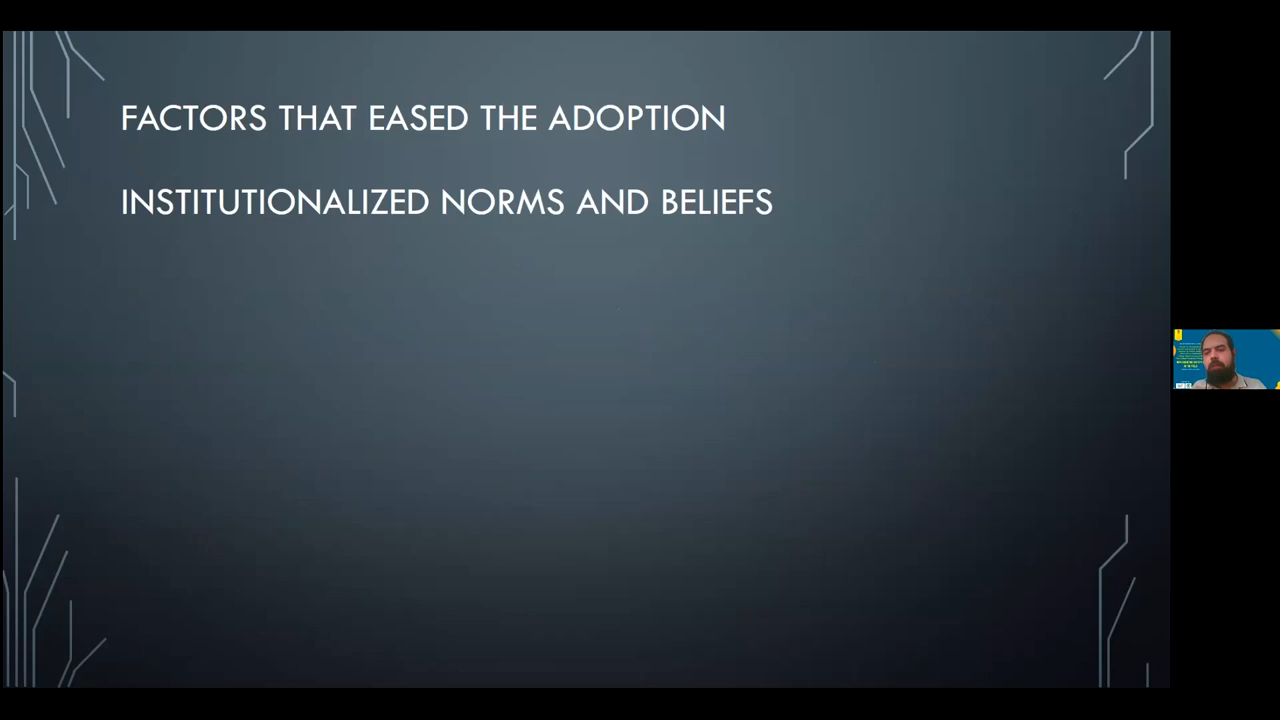 FACTORS THAT EASED THE ADOPTION
INSTITUTIONALIZED NORMS AND BELIEFS